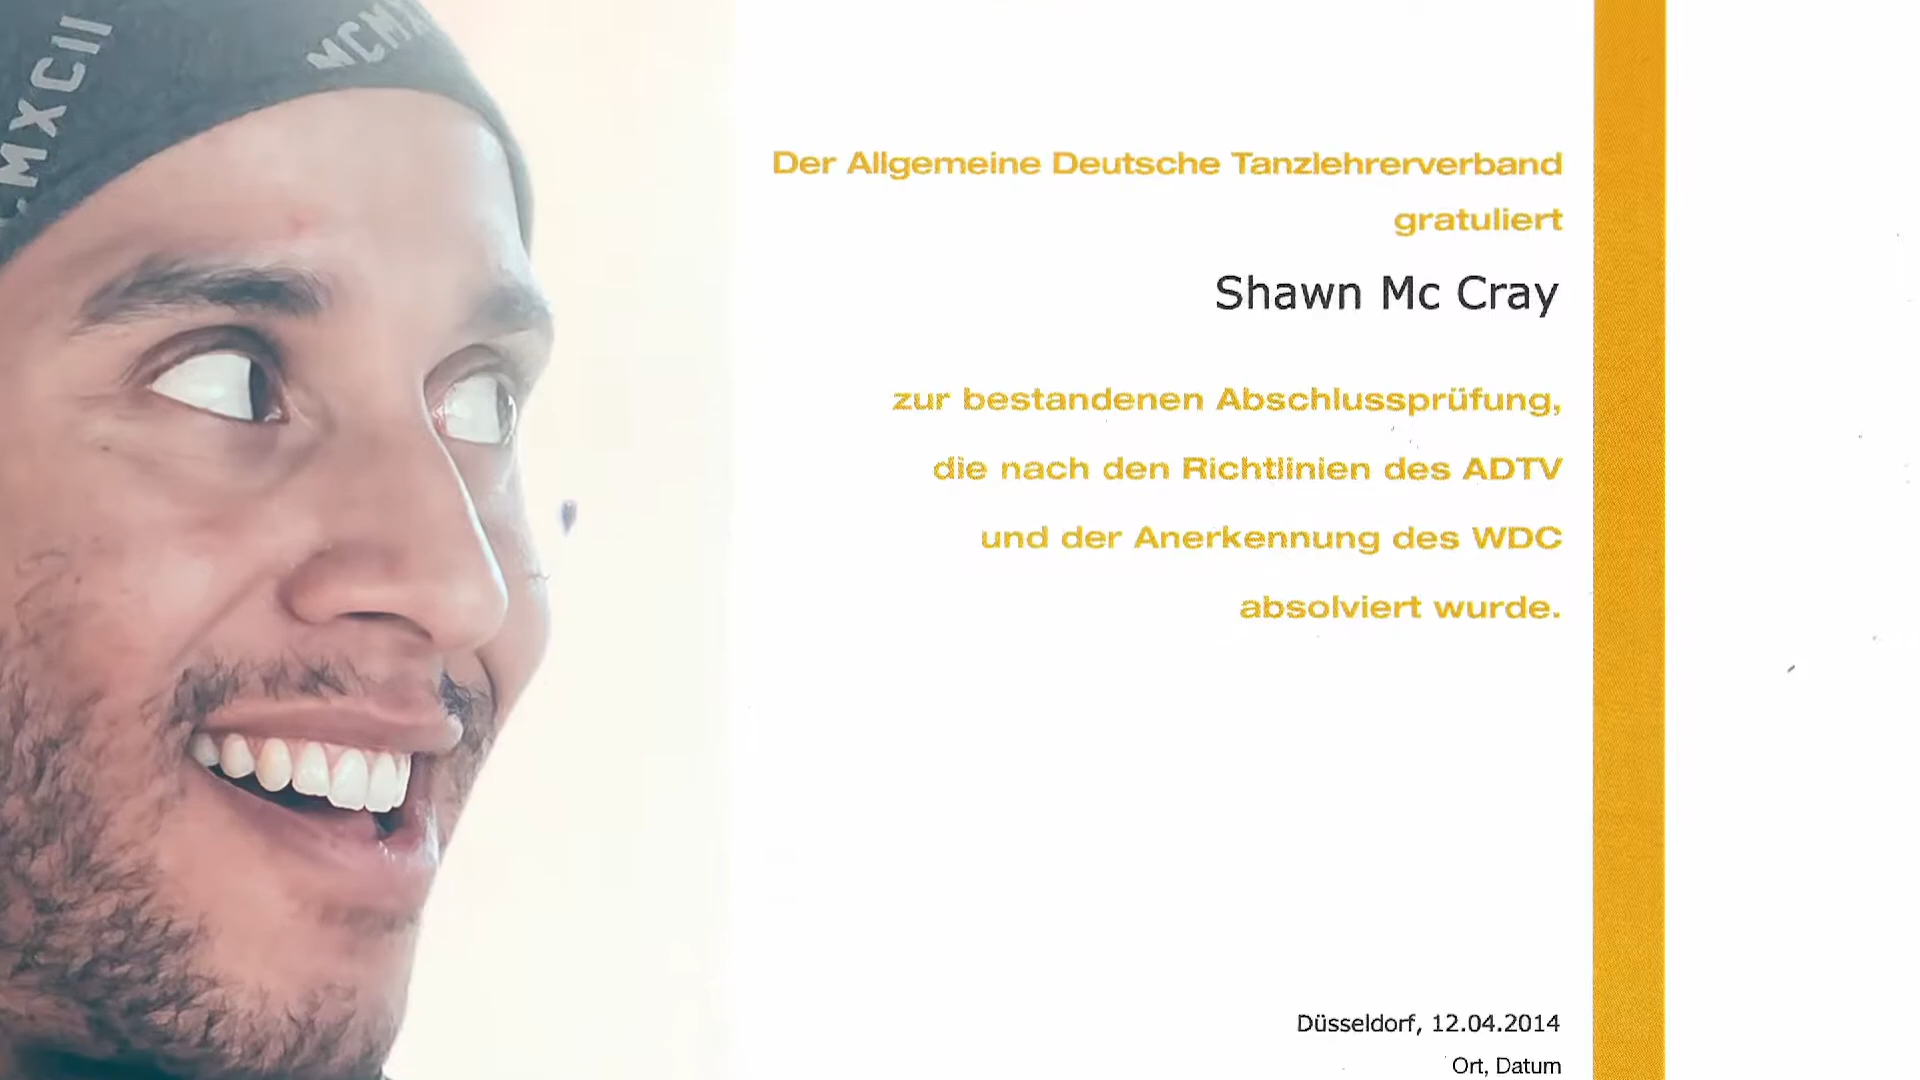 MXCII
MCMX
Der Allgemeine Deutsche Tanzlehrerverband
gratuliert
Shawn Mc Cray
zur bestandenen Abschlussprüfung,
die nach den Richtlinien des ADTV
und der Anerkennung des WDC
absolviert wurde.
Düsseldorf, 12.04.2014
Ort, Datum